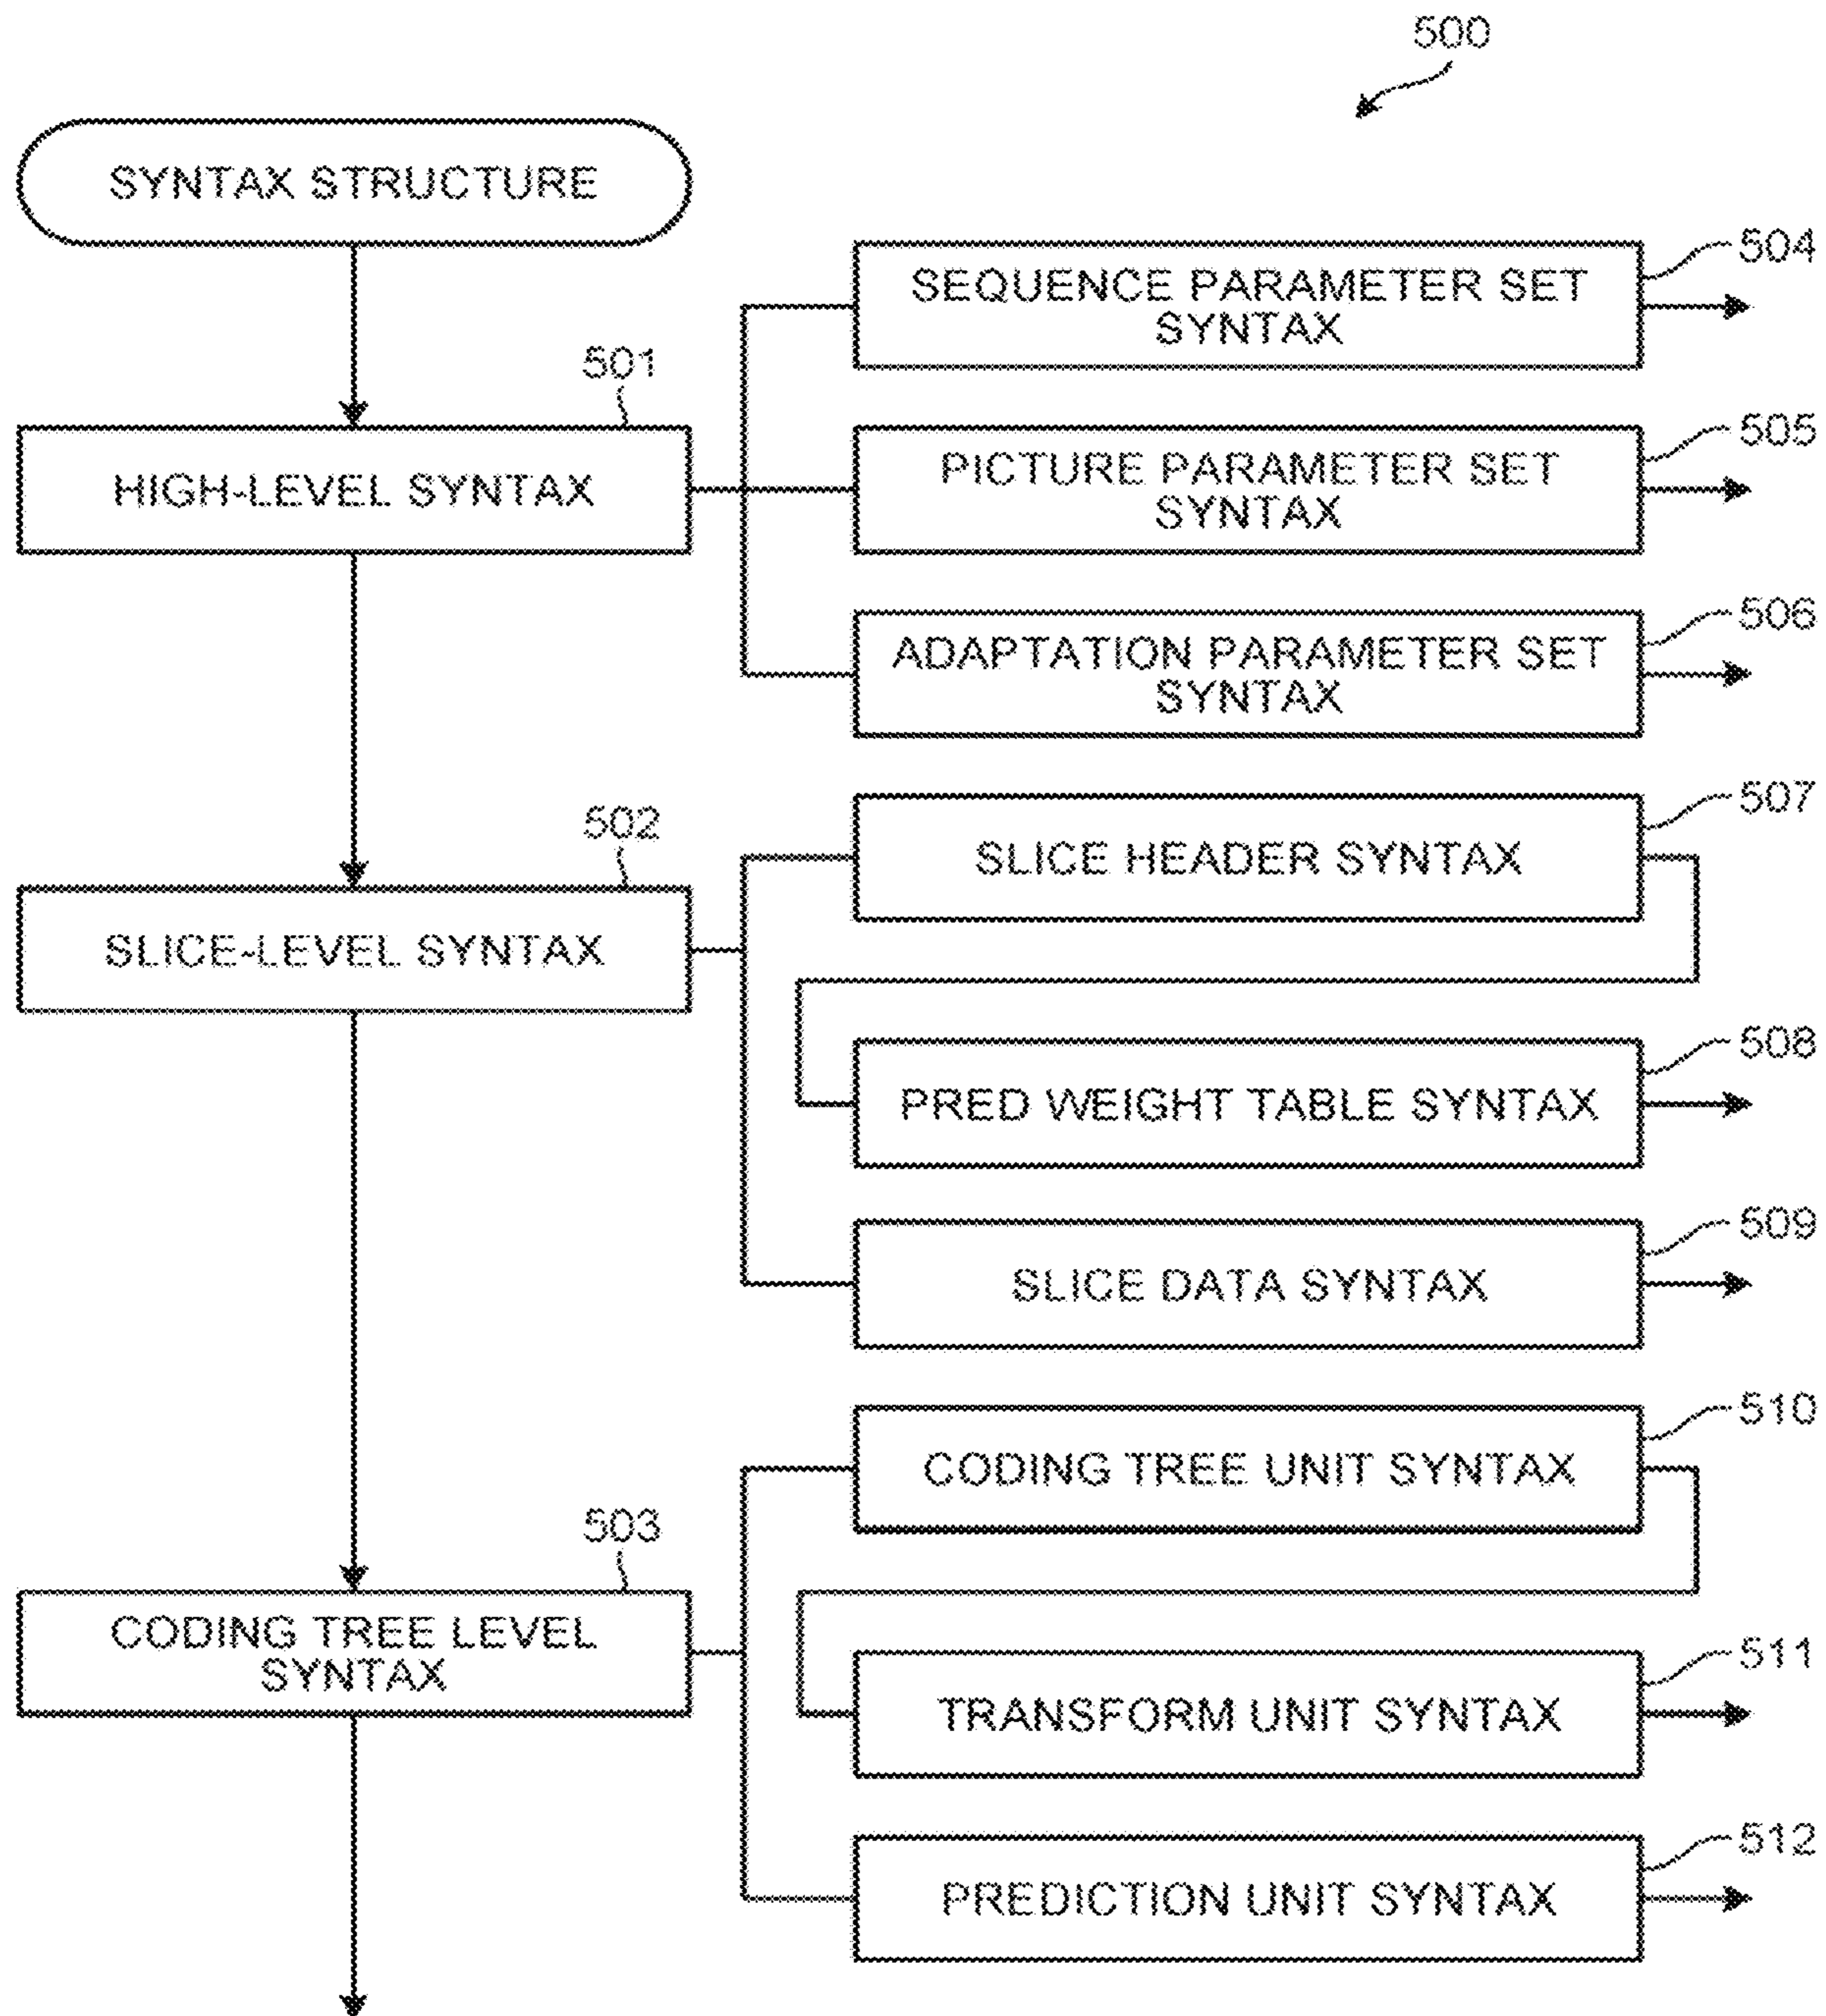 500
SYNTAX STRUCTURE
501
HIGH-LEVEL SYNTAX
504
SEQUENCE PARAMETER SET
SYNTAX
505
PICTURE PARAMETER SET
SYNTAX
506
ADAPTATION PARAMETER SET
SYNTAX
502
SLICE-LEVEL SYNTAX
507
SLICE HEADER SYNTAX
508
PRED WEIGHT TABLE SYNTAX
509
SLICE DATA SYNTAX
503
CODING TREE LEVEL
SYNTAX
510
CODING TREE UNIT SYNTAX
511
TRANSFORM UNIT SYNTAX
512
PREDICTION UNIT SYNTAX